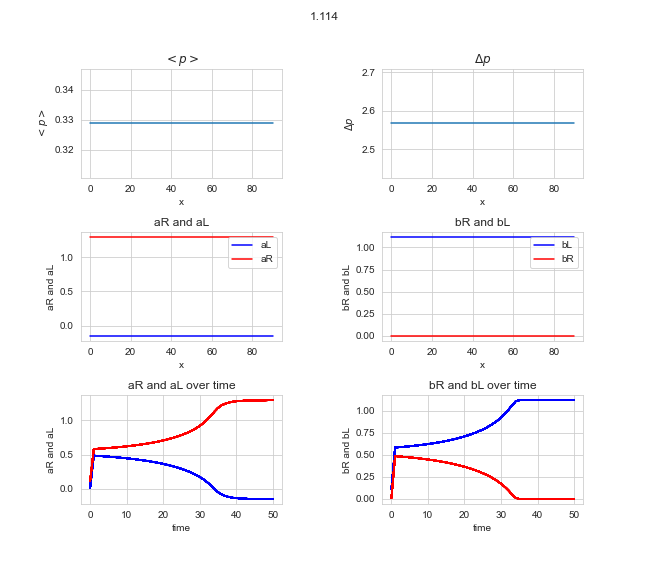 1.114
< p >
Δp
< p >
0.34
0.33
0.32
0 20 40 60 80
x
Δp
2.7
2.6
2.5
0 20 40 60 80
x
aR and aL
bR and bL
aR and aL
1.0
0.5
0.0
aL
aR
0 20 40 60 80
x
bR and bL
1.00
0.75
0.50
0.25
0.00
bL
bR
0 20 40 60 80
x
aR and aL over time
bR and bL over time
aR and aL
1.0
0.5
0.0
0 10 20 30 40 50
time
bR and bL
1.00
0.75
0.50
0.25
0.00
0 10 20 30 40 50
time